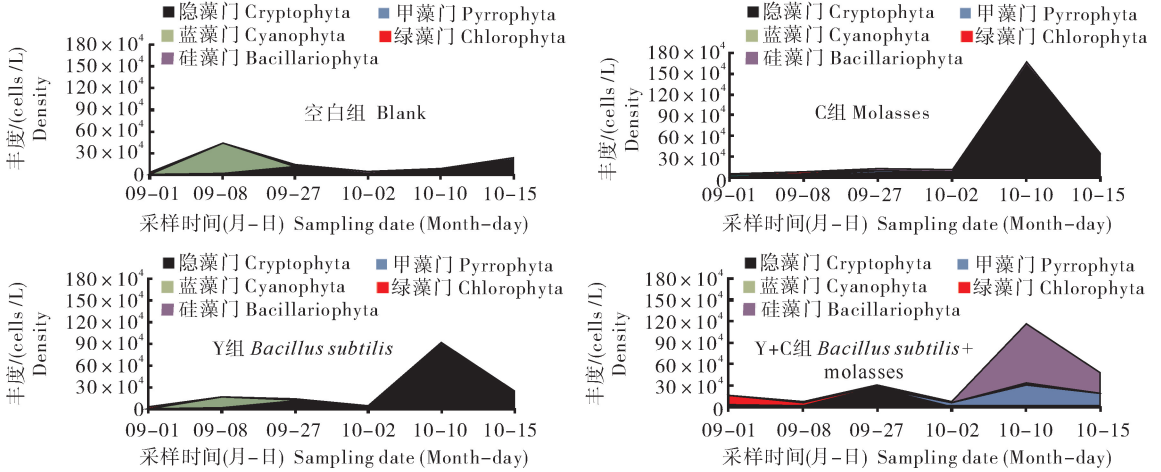 隐藻门 Cryptophyta 甲藻门 Pyrrophyta
蓝藻门 Cyanophyta 绿藻门 Chlorophyta
硅藻门 Bacillariophyta
丰度/(cells /L)
Density
180×10⁴
150×10⁴
120×10⁴
90×10⁴
60×10⁴
30×10⁴
0
空白组 Blank
09-01 09-08 09-27 10-02 10-10 10-15
采样时间(月-日) Sampling date (Month-day)
隐藻门 Cryptophyta 甲藻门 Pyrrophyta
蓝藻门 Cyanophyta 绿藻门 Chlorophyta
硅藻门 Bacillariophyta
丰度/(cells /L)
Density
180×10⁴
150×10⁴
120×10⁴
90×10⁴
60×10⁴
30×10⁴
0
C组 Molasses
09-01 09-08 09-27 10-02 10-10 10-15
采样时间(月-日) Sampling date (Month-day)
隐藻门 Cryptophyta 甲藻门 Pyrrophyta
蓝藻门 Cyanophyta 绿藻门 Chlorophyta
硅藻门 Bacillariophyta
丰度/(cells /L)
Density
180×10⁴
150×10⁴
120×10⁴
90×10⁴
60×10⁴
30×10⁴
0
Y组 Bacillus subtilis
09-01 09-08 09-27 10-02 10-10 10-15
采样时间(月-日) Sampling date (Month-day)
隐藻门 Cryptophyta 甲藻门 Pyrrophyta
蓝藻门 Cyanophyta 绿藻门 Chlorophyta
硅藻门 Bacillariophyta
丰度/(cells /L)
Density
180×10⁴
150×10⁴
120×10⁴
90×10⁴
60×10⁴
30×10⁴
0
Y+C组 Bacillus subtilis+
molasses
09-01 09-08 09-27 10-02 10-10 10-15
采样时间(月-日) Sampling date (Month-day)